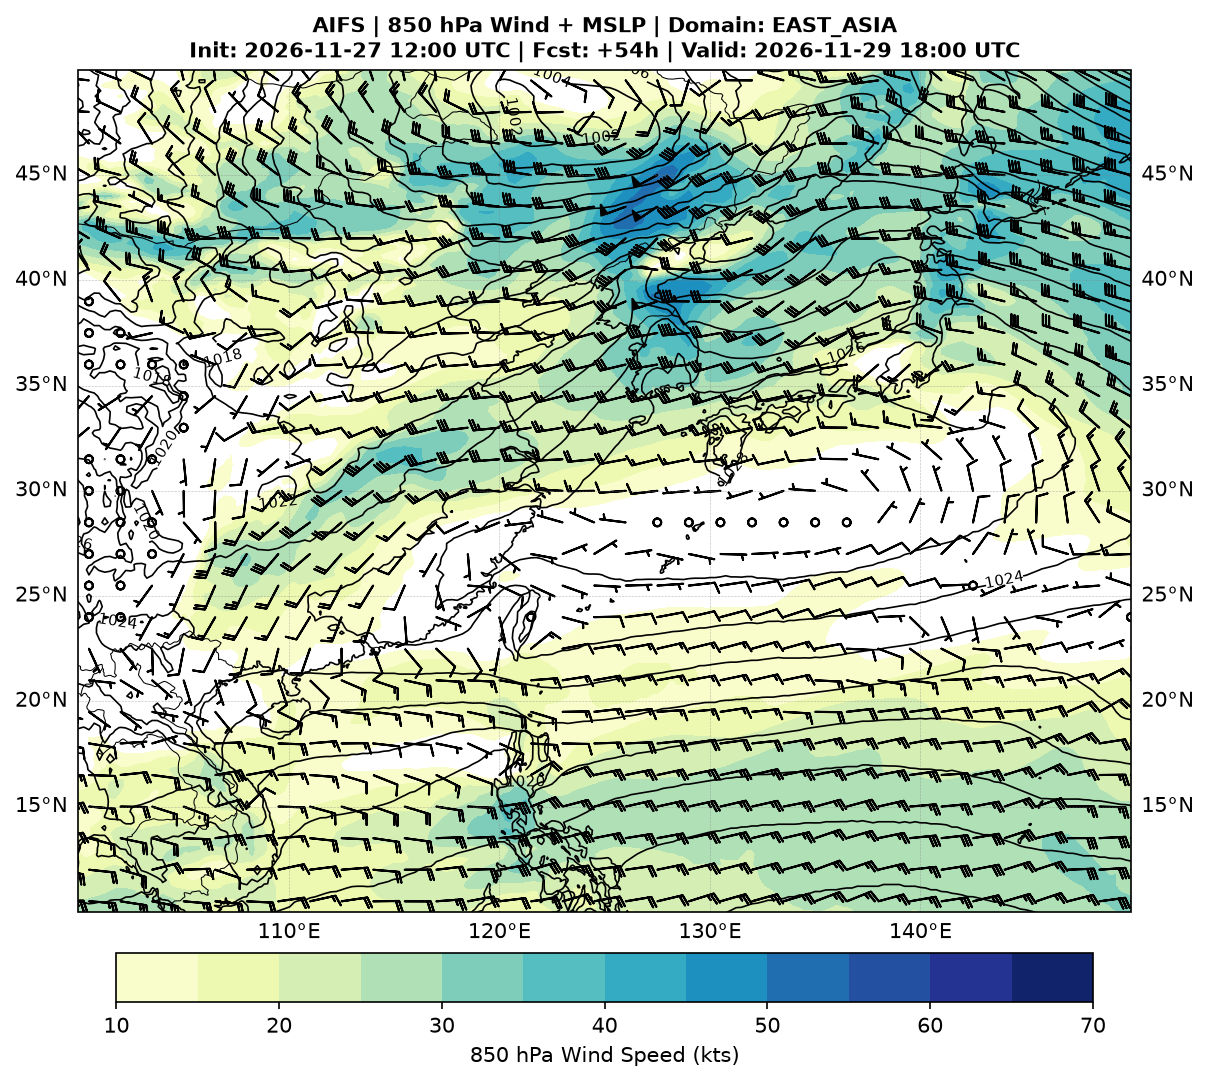 AIFS | 850 hPa Wind + MSLP | Domain: EAST_ASIA
Init: 2026-11-27 12:00 UTC | Fcst: +54h | Valid: 2026-11-29 18:00 UTC
1004
1002
1002
45°N
45°N
40°N
40°N
1018
1026
35°N
35°N
1020
30°N
30°N
1022
1024
25°N
25°N
1024
20°N
20°N
1020
15°N
15°N
110°E
120°E
130°E
140°E
10
20
30
40
50
60
70
850 hPa Wind Speed (kts)